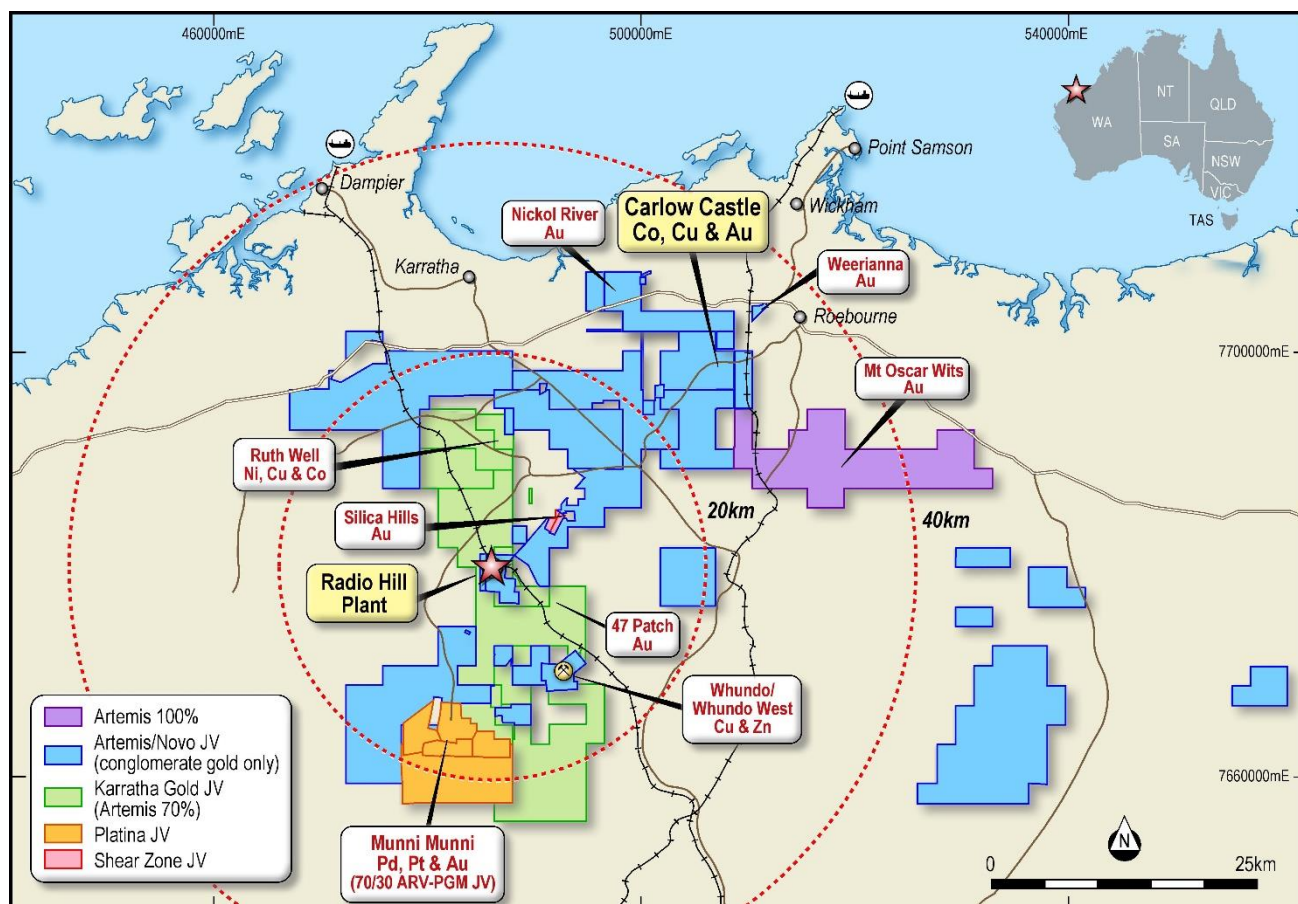 460000mE
500000mE
540000mE
NT
QLD
WA
SA
NSW
VIC
TAS
Point Samson
Dampier
Wickham
Nickol River
Au
Carlow Castle
Co, Cu & Au
Weerianna
Au
Karratha
Roebourne
7700000mE
Mt Oscar Wits
Au
Ruth Well
Ni, Cu & Co
Silica Hills
Au
20km
40km
Radio Hill
Plant
47 Patch
Au
Whundo/
Whundo West
Cu & Zn
Artemis 100%
Artemis/Novo JV
(conglomerate gold only)
Karratha Gold JV
(Artemis 70%)
Platina JV
Shear Zone JV
7660000mE
Munni Munni
Pd, Pt & Au
(70/30 ARV-PGM JV)
N
0
25km